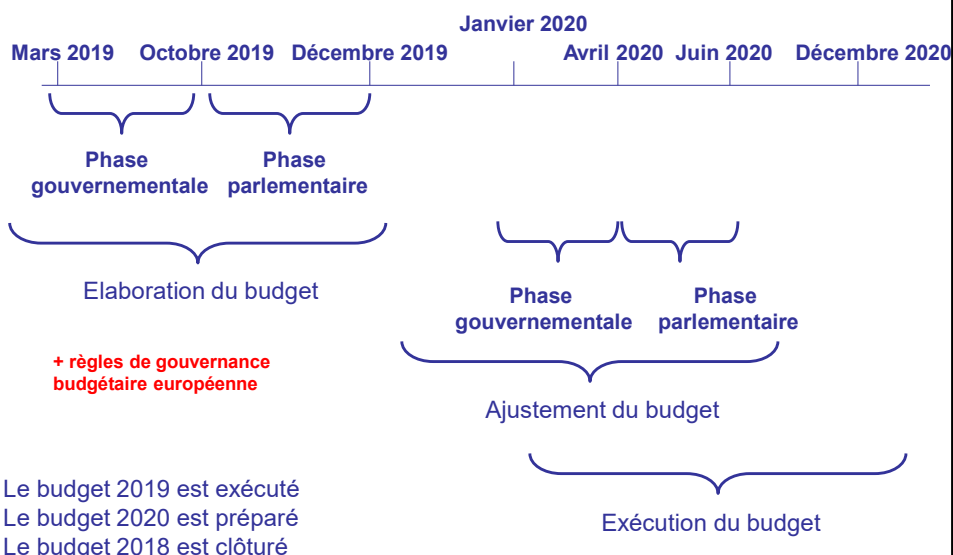 Janvier 2020
Mars 2019 Octobre 2019 Décembre 2019 Avril 2020 Juin 2020 Décembre 2020
Phase gouvernementale
Phase parlementaire
Elaboration du budget
Phase gouvernementale
Phase parlementaire
+ règles de gouvernance
budgétaire européenne
Ajustement du budget
Le budget 2019 est exécuté
Le budget 2020 est préparé
Le budget 2018 est clôturé
Exécution du budget